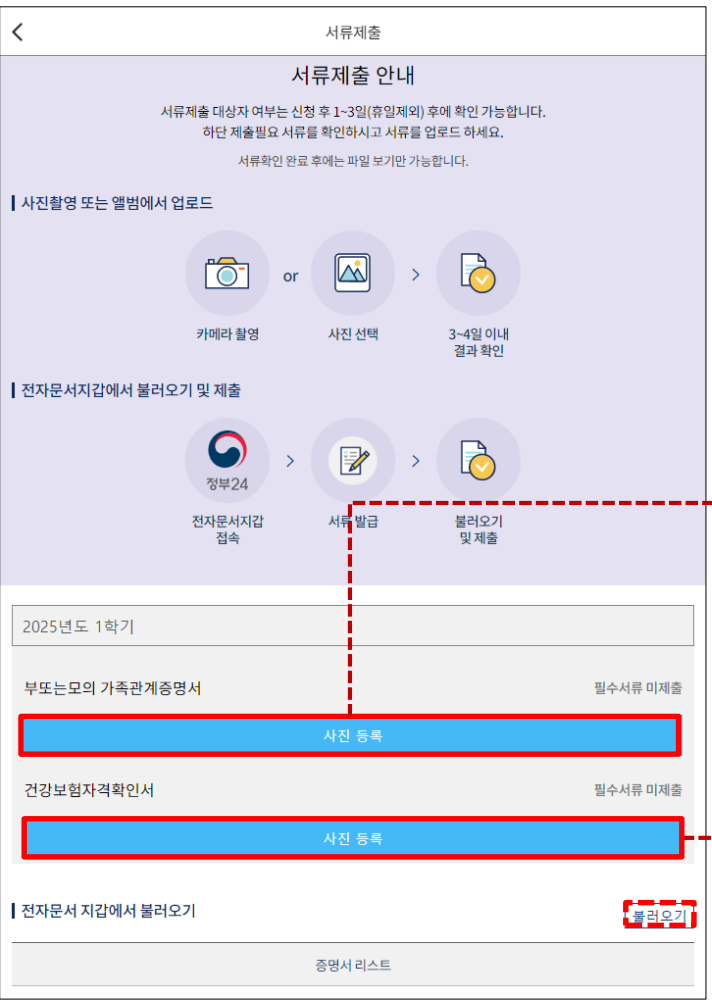 서류제출
서류제출 안내
서류제출 대상자 여부는 신청 후 1~3일(휴일제외) 후에 확인 가능합니다.
하단 제출필요 서류를 확인하시고 서류를 업로드 하세요.
서류확인 완료 후에는 파일 보기만 가능합니다.
사진촬영 또는 앨범에서 업로드
or
>
카메라 촬영
사진 선택
3~4일 이내
결과 확인
전자문서지갑에서 불러오기 및 제출
정부24
>
>
전자문서지갑
접속
서류 발급
불러오기
및 제출
2025년도 1학기
부또는모의 가족관계증명서 필수서류 미제출
사진 등록
건강보험자격확인서 필수서류 미제출
사진 등록
전자문서 지갑에서 불러오기 불러오기
증명서 리스트